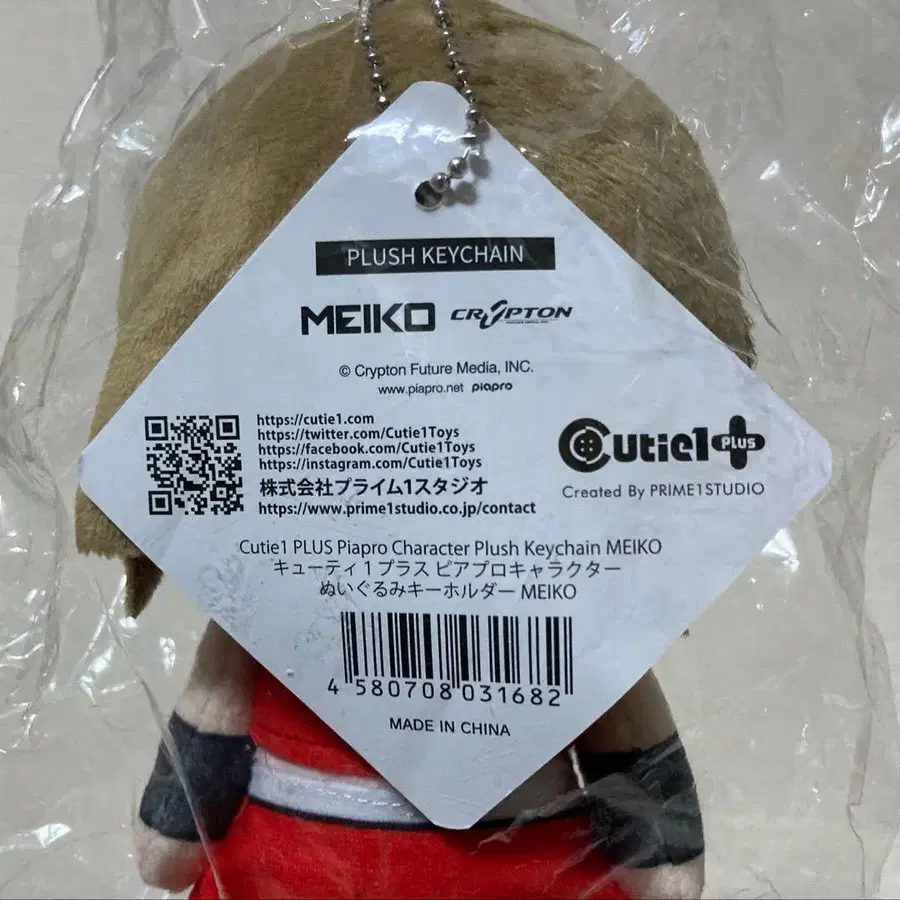 PLUSH KEYCHAIN
MEIKO CRYPTON
© Crypton Future Media, INC.
www.piapro.net piapro
https://cutie1.com
https://twitter.com/Cutie1Toys
https://facebook.com/Cutie1Toys
https://instagram.com/Cutie1Toys
株式会社プライム1スタジオ
https://www.prime1studio.co.jp/contact
Cutie1 PLUS
Created By PRIME1STUDIO
Cutie1 PLUS Piapro Character Plush Keychain MEIKO
キューティ1プラス ピアプロキャラクター
ぬいぐるみキーホルダー MEIKO
4 580708 031682
MADE IN CHINA